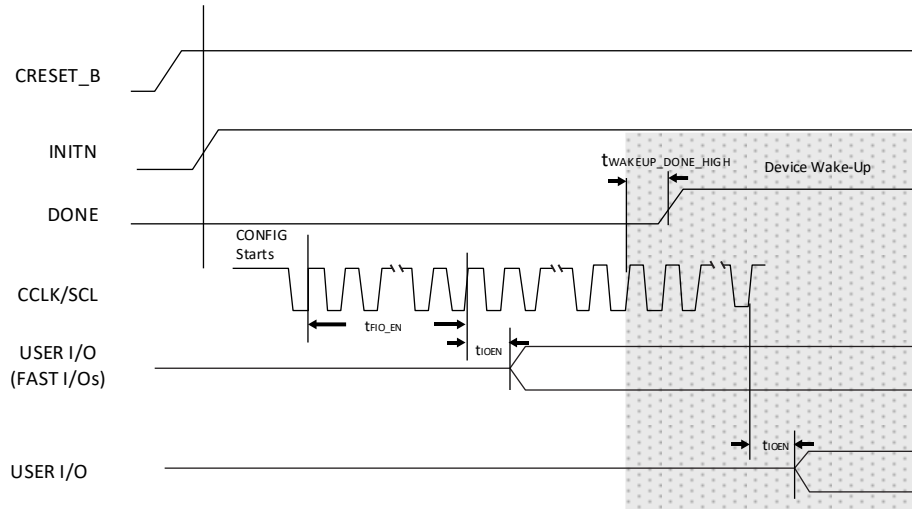 CRESET_B
INITN
tWAKEUP_DONE_HIGH
Device Wake-Up
DONE
CONFIG
Starts
CCLK/SCL
tFIO_EN
USER I/O
(FAST I/Os)
tIOEN
tIOEN
USER I/O